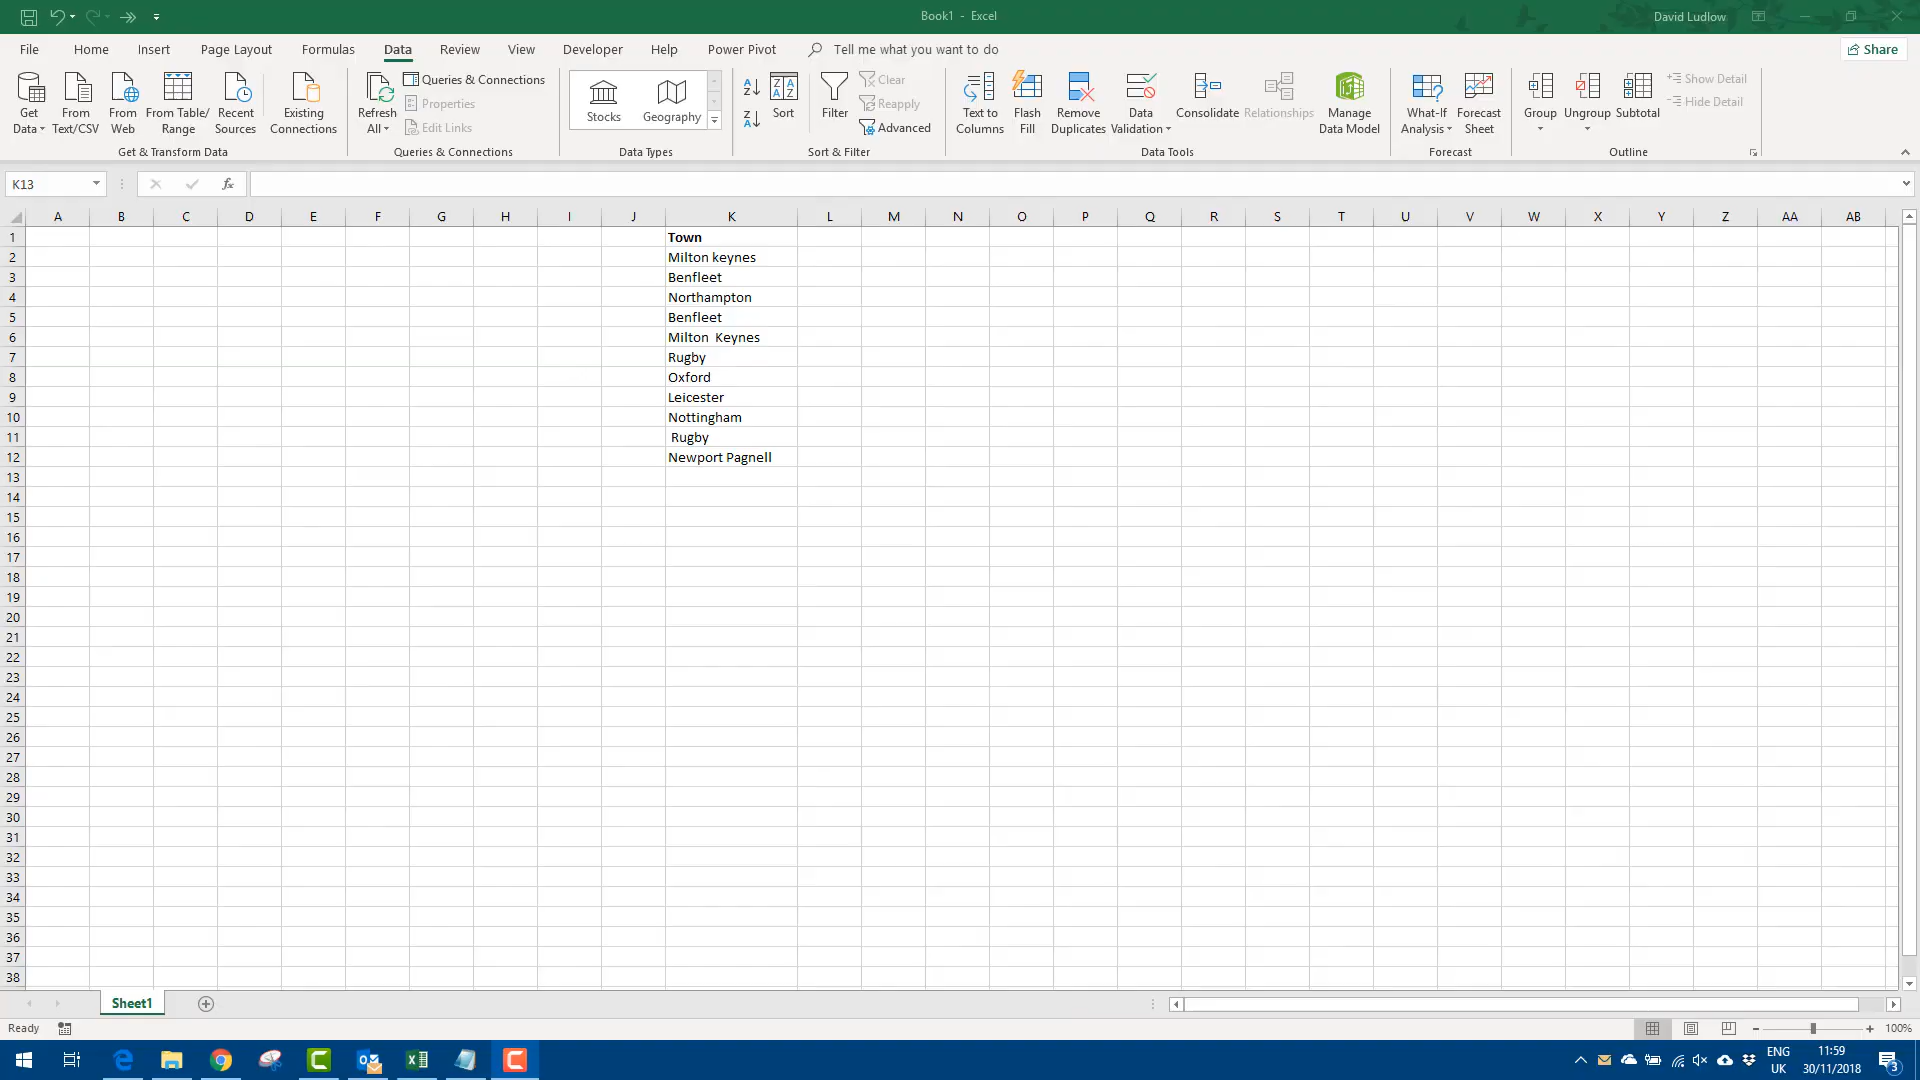 Book1 - Excel
David Ludlow
File Home Insert Page Layout Formulas Data Review View Developer Help Power Pivot Tell me what you want to do
Share
Get Data
From Text/CSV
From Web
From Table/ Range
Recent Sources
Existing Connections
Get & Transform Data
Refresh All
Queries & Connections
Properties
Edit Links
Queries & Connections
Stocks
Geography
Data Types
Sort
Filter
Clear
Reapply
Advanced
Sort & Filter
Text to Columns
Flash Fill
Remove Duplicates
Data Validation
Consolidate
Relationships
Manage Data Model
Data Tools
What-If Analysis
Forecast Sheet
Forecast
Group
Ungroup
Subtotal
Show Detail
Hide Detail
Outline
K13
fx
A B C D E F G H I J K L M N O P Q R S T U V W X Y Z AA AB
1 Town
2 Milton keynes
3 Benfleet
4 Northampton
5 Benfleet
6 Milton  Keynes
7 Rugby
8 Oxford
9 Leicester
10 Nottingham
11  Rugby
12 Newport Pagnell
13
14
15
16
17
18
19
20
21
22
23
24
25
26
27
28
29
30
31
32
33
34
35
36
37
38
Sheet1
Ready
100%
ENG
UK
11:59
30/11/2018
3